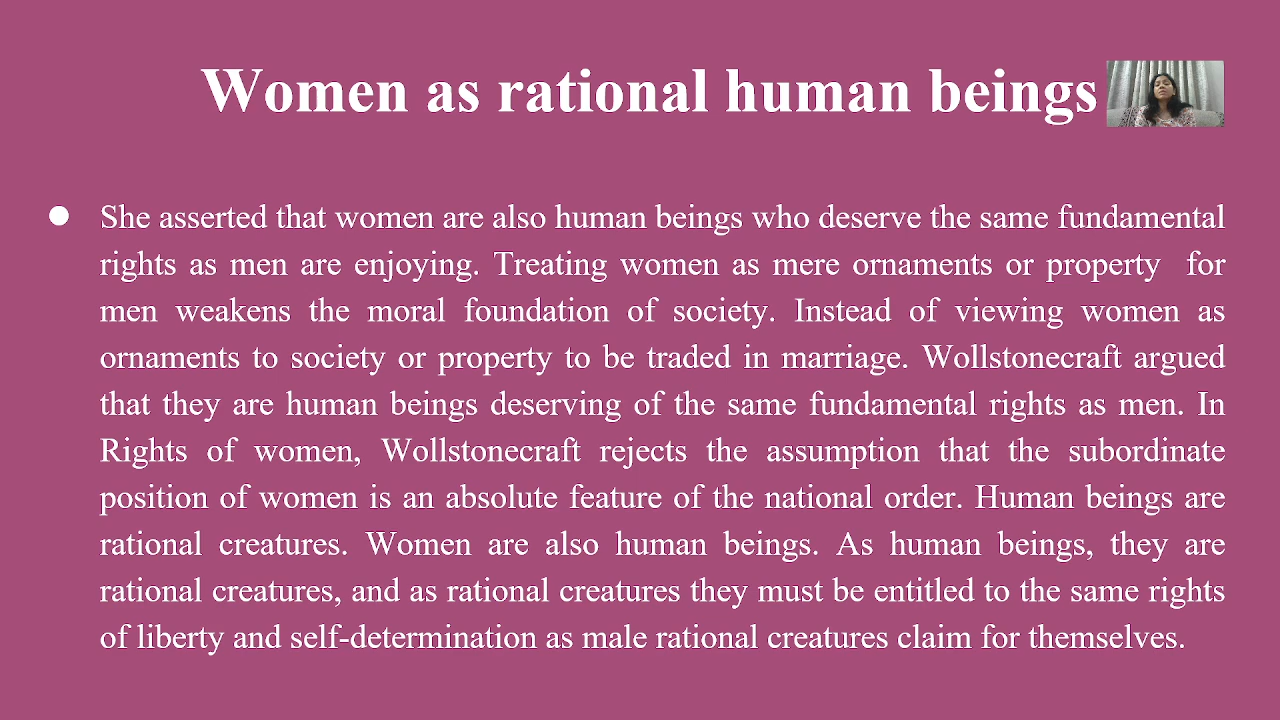 Women as rational human beings
● She asserted that women are also human beings who deserve the same fundamental
rights as men are enjoying. Treating women as mere ornaments or property for
men weakens the moral foundation of society. Instead of viewing women as
ornaments to society or property to be traded in marriage. Wollstonecraft argued
that they are human beings deserving of the same fundamental rights as men. In
Rights of women, Wollstonecraft rejects the assumption that the subordinate
position of women is an absolute feature of the national order. Human beings are
rational creatures. Women are also human beings. As human beings, they are
rational creatures, and as rational creatures they must be entitled to the same rights
of liberty and self-determination as male rational creatures claim for themselves.